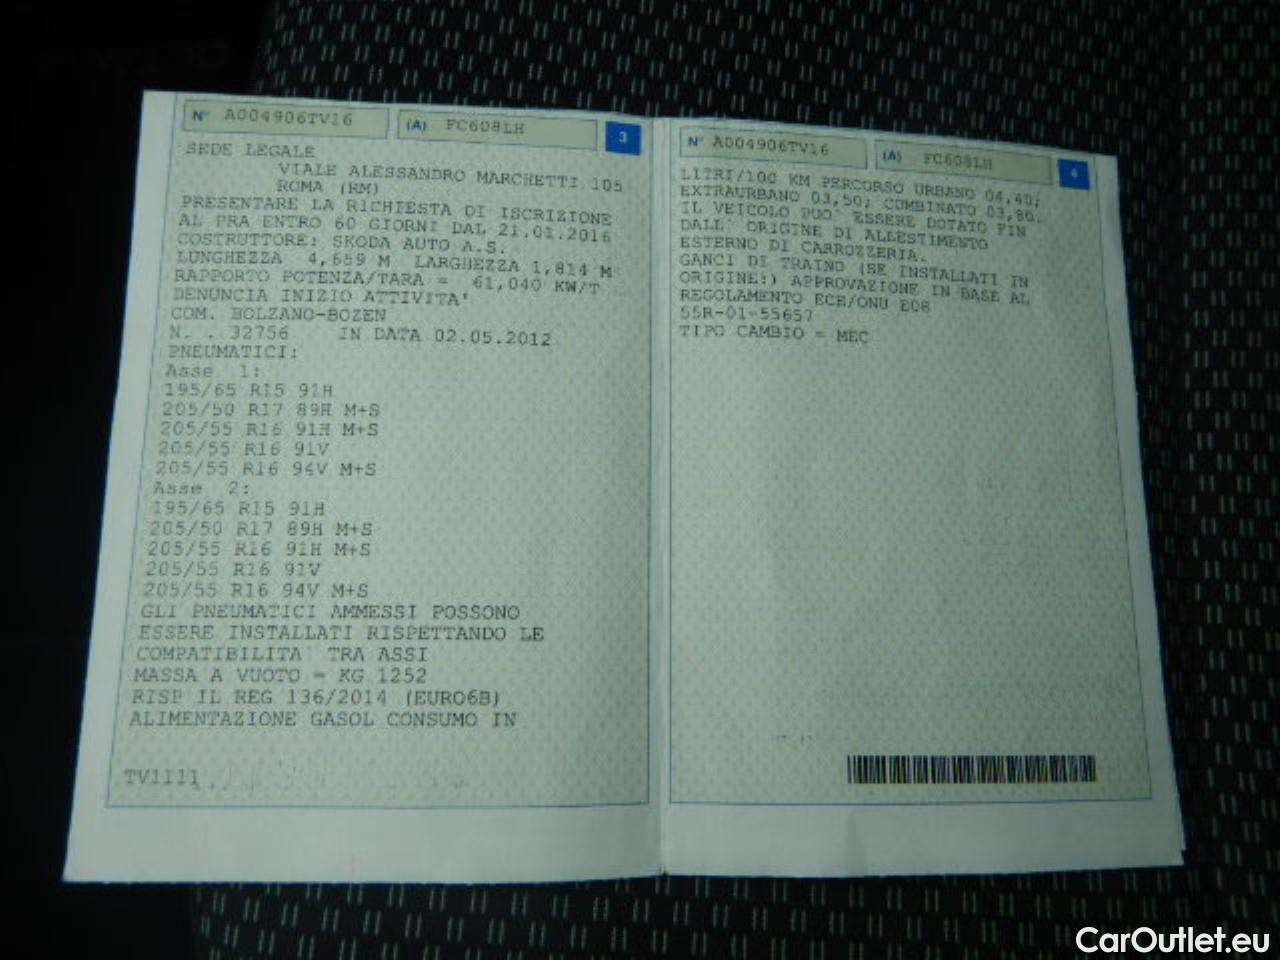 N° A004906TV16
(A) FC608LH
3
SEDE LEGALE
VIALE ALESSANDRO MARCHETTI 105
ROMA (RM)
PRESENTARE LA RICHIESTA DI ISCRIZIONE
AL PRA ENTRO 60 GIORNI DAL 21.01.2016
COSTRUTTORE: SKODA AUTO A.S.
LUNGHEZZA 4,659 M LARGHEZZA 1,814 M
RAPPORTO POTENZA/TARA = 61,040 KW/T
DENUNCIA INIZIO ATTIVITA'
COM. BOLZANO-BOZEN
N. . 32756 IN DATA 02.05.2012
PNEUMATICI:
Asse 1:
195/65 R15 91H
205/50 R17 89H M+S
205/55 R16 91H M+S
205/55 R16 91V
205/55 R16 94V M+S
Asse 2:
195/65 R15 91H
205/50 R17 89H M+S
205/55 R16 91H M+S
205/55 R16 91V
205/55 R16 94V M+S
GLI PNEUMATICI AMMESSI POSSONO
ESSERE INSTALLATI RISPETTANDO LE
COMPATIBILITA` TRA ASSI
MASSA A VUOTO = KG 1252
RISP IL REG 136/2014 (EURO6B)
ALIMENTAZIONE GASOL CONSUMO IN
TV1111
N° A004906TV16
(A) FC608LH
4
LITRI/100 KM PERCORSO URBANO 04,40;
EXTRAURBANO 03,50; COMBINATO 03,80.
IL VEICOLO PUO` ESSERE DOTATO FIN
DALL` ORIGINE DI ALLESTIMENTO
ESTERNO DI CARROZZERIA.
GANCI DI TRAINO (SE INSTALLATI IN
ORIGINE:) APPROVAZIONE IN BASE AL
REGOLAMENTO ECE/ONU E08
55R-01-55657
TIPO CAMBIO = MEC
CarOutlet.eu